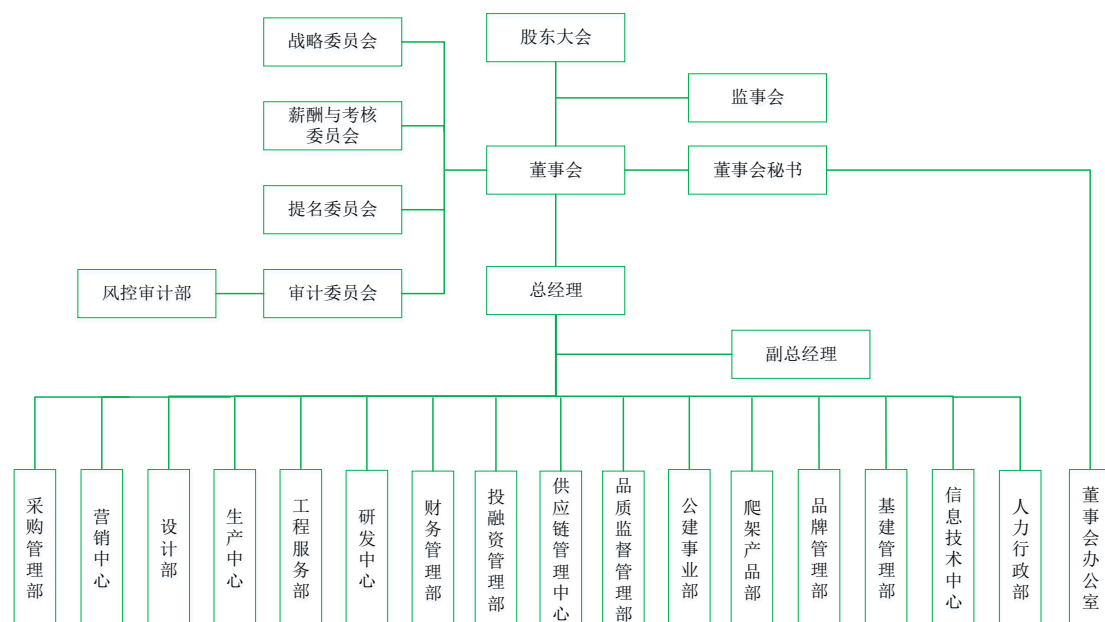 战略委员会
股东大会
监事会
薪酬与考核
委员会
董事会
董事会秘书
提名委员会
风控审计部
审计委员会
总经理
副总经理
采购管理部
营销中心
设计部
生产中心
工程服务部
研发中心
财务管理部
投融资管理部
供应链管理中心
品质监督管理部
公建事业部
爬架产品部
品牌管理部
基建管理部
信息技术中心
人力行政部
董事会办公室